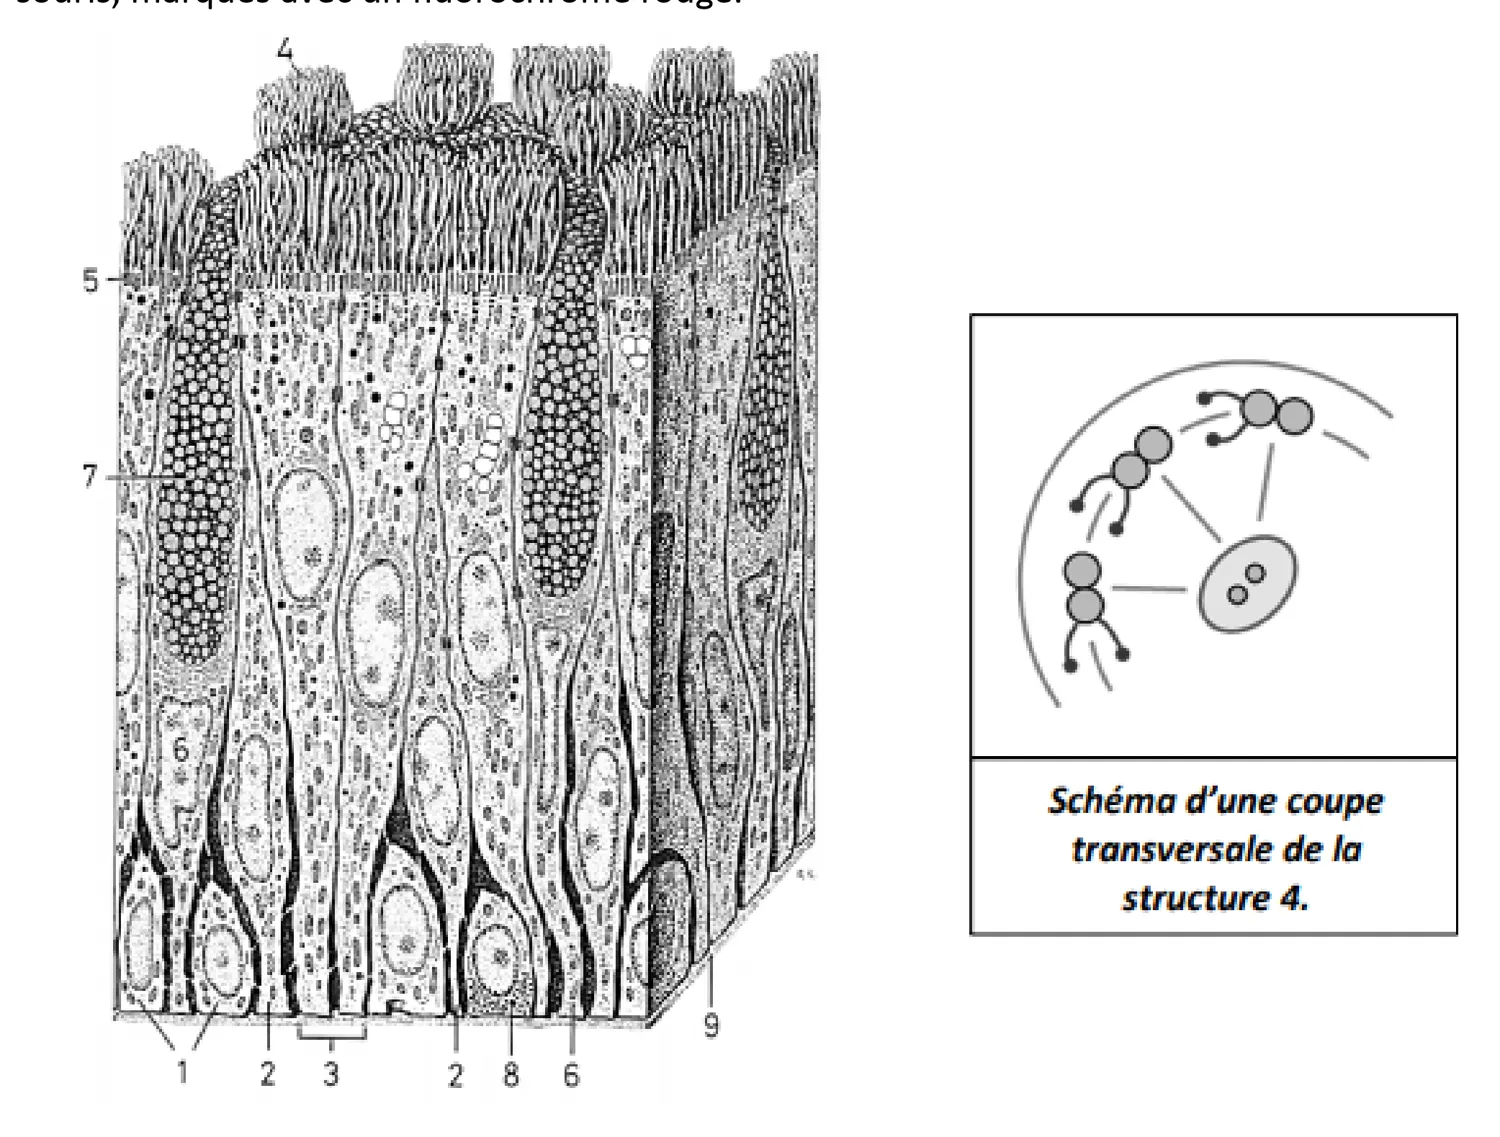 souris, marqués avec un fluorochrome rouge.
4
5
7
6
9
1 2 3 2 8 6
Schéma d'une coupe
transversale de la
structure 4.